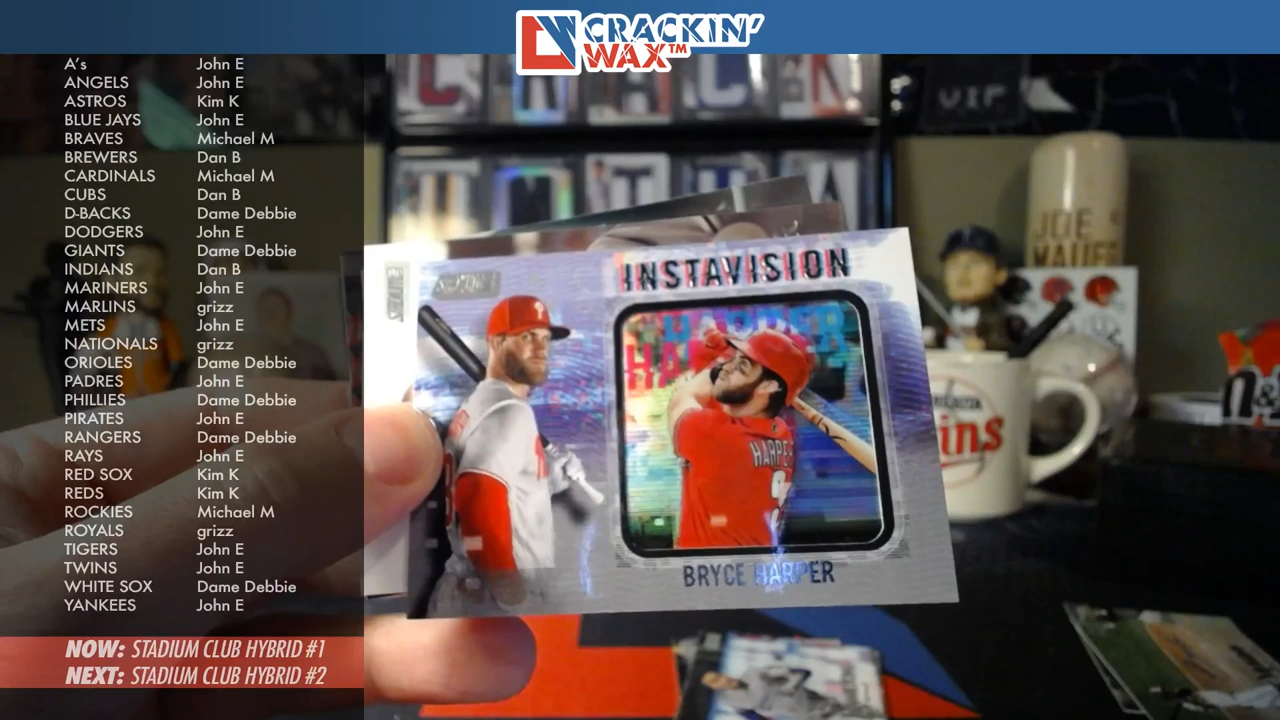 CRACKIN'
WAX™
A's John E
ANGELS John E
ASTROS Kim K
BLUE JAYS John E
BRAVES Michael M
BREWERS Dan B
CARDINALS Michael M
CUBS Dan B
D-BACKS Dame Debbie
DODGERS John E
GIANTS Dame Debbie
INDIANS Dan B
MARINERS John E
MARLINS grizz
METS John E
NATIONALS grizz
ORIOLES Dame Debbie
PADRES John E
PHILLIES Dame Debbie
PIRATES John E
RANGERS Dame Debbie
RAYS John E
RED SOX Kim K
REDS Kim K
ROCKIES Michael M
ROYALS grizz
TIGERS John E
TWINS John E
WHITE SOX Dame Debbie
YANKEES John E
NOW: STADIUM CLUB HYBRID #1
NEXT: STADIUM CLUB HYBRID #2
VIP
JOE
MAUER
INSTAVISION
HARPER
BRYCE HARPER